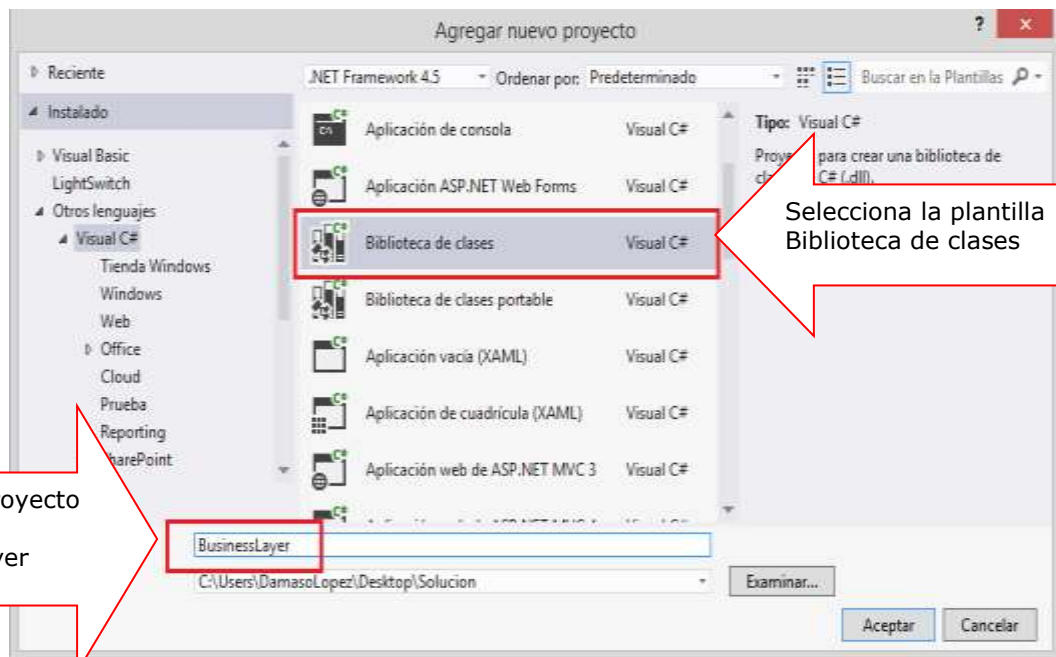 Agregar nuevo proyecto
?
Reciente
.NET Framework 4.5
Ordenar por: Predeterminado
Buscar en la Plantillas
Instalado
Visual Basic
LightSwitch
Otros lenguajes
Visual C#
Tienda Windows
Windows
Web
Office
Cloud
Prueba
Reporting
SharePoint
Aplicación de consola Visual C#
Aplicación ASP.NET Web Forms Visual C#
Biblioteca de clases Visual C#
Biblioteca de clases portable Visual C#
Aplicación vacía (XAML) Visual C#
Aplicación de cuadrícula (XAML) Visual C#
Aplicación web de ASP.NET MVC 3 Visual C#
Tipo: Visual C#
para crear una biblioteca de
C# (.dll).
Selecciona la plantilla
Biblioteca de clases
royecto
yer
BusinessLayer
C:\Users\DamasoLopez\Desktop\Solucion
Examinar...
Aceptar
Cancelar